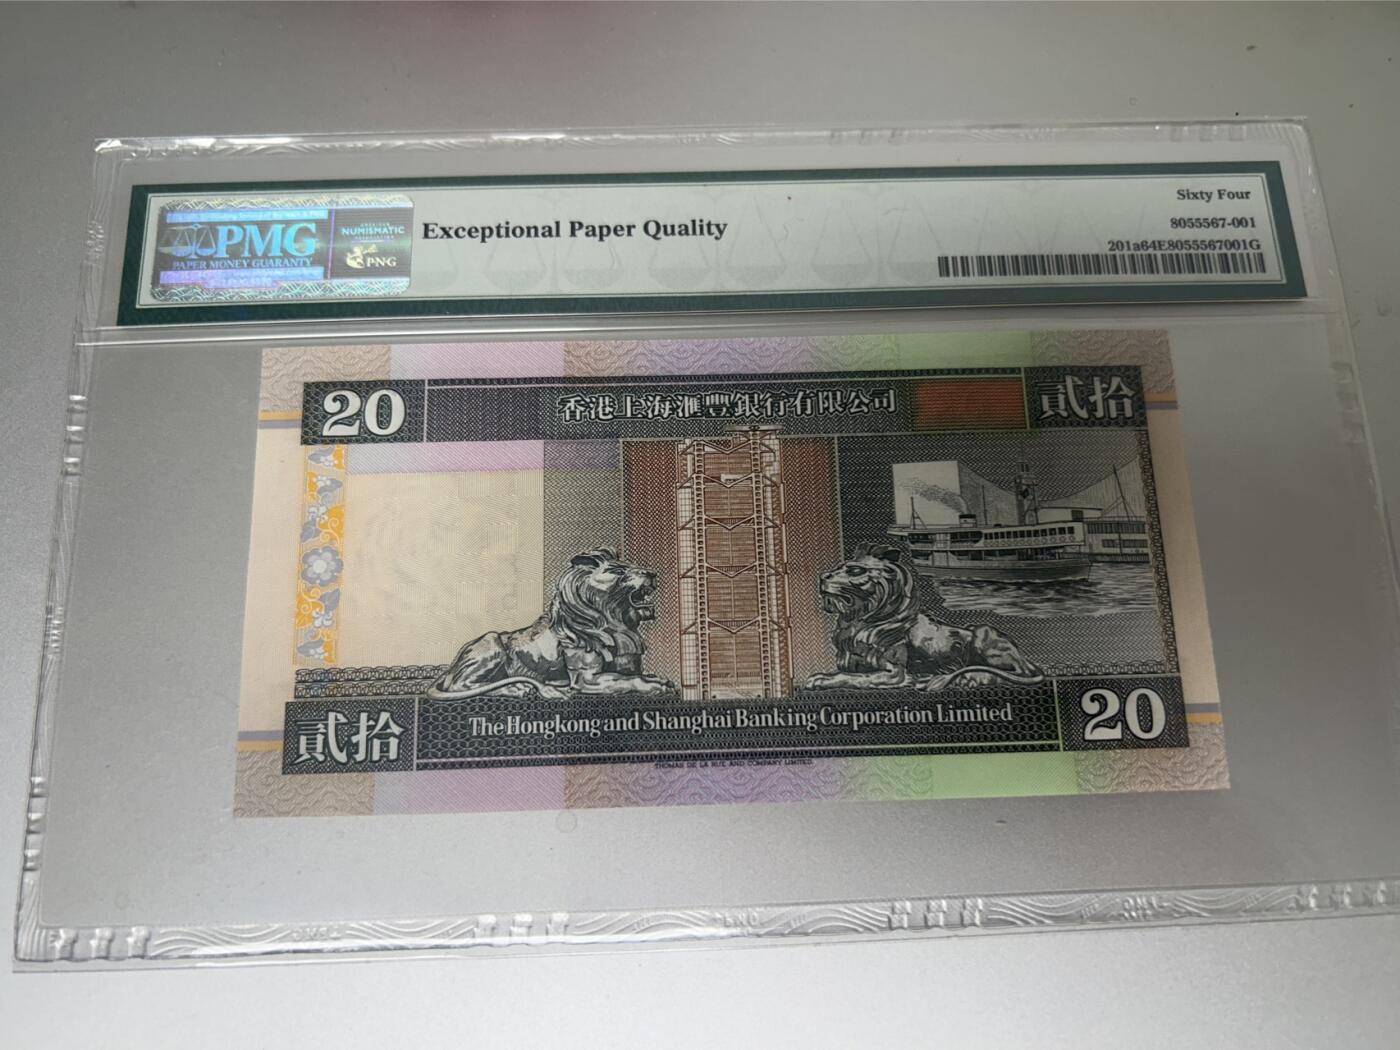 PMG
PAPER MONEY GUARANTY
NUMISMATIC
PNG
Exceptional Paper Quality
Sixty Four
8055567-001
201a64E8055567001G
20
香港上海滙豐銀行有限公司
貳拾
貳拾
The Hongkong and Shanghai Banking Corporation Limited
20
THOMAS DE LA RUE AND COMPANY LIMITED.